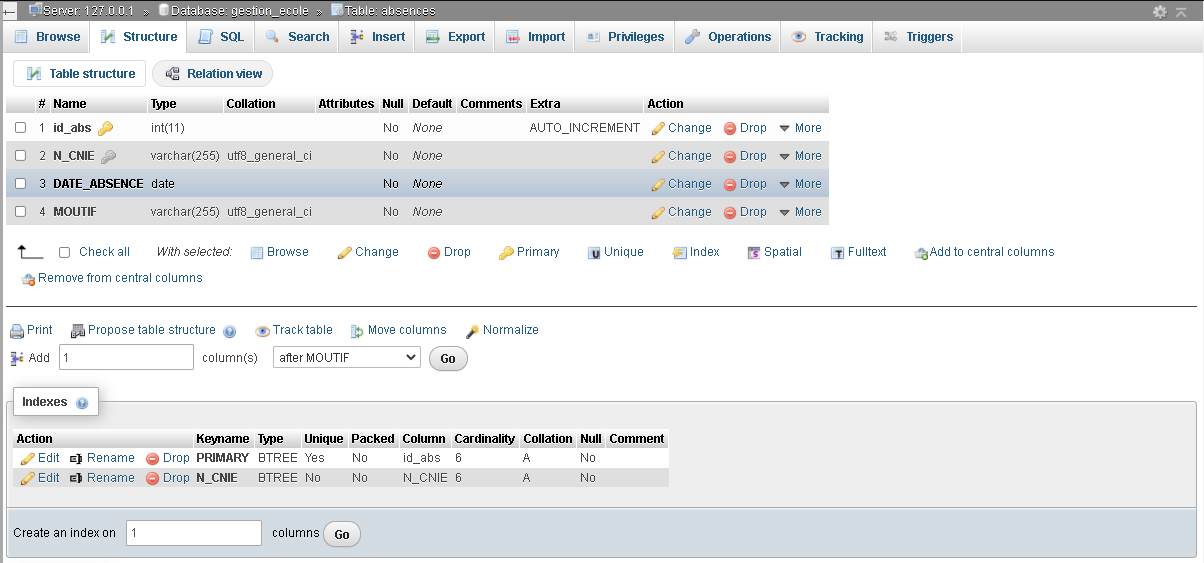 Server: 127.0.0.1 » Database: gestion_ecole » Table: absences
Browse Structure SQL Search Insert Export Import Privileges Operations Tracking Triggers
Table structure Relation view
# Name Type Collation Attributes Null Default Comments Extra Action
1 id_abs int(11) No None AUTO_INCREMENT Change Drop More
2 N_CNIE varchar(255) utf8_general_ci No None Change Drop More
3 DATE_ABSENCE date No None Change Drop More
4 MOUTIF varchar(255) utf8_general_ci No None Change Drop More
Check all With selected: Browse Change Drop Primary Unique Index Spatial Fulltext Add to central columns
Remove from central columns
Print Propose table structure Track table Move columns Normalize
Add 1 column(s) after MOUTIF Go
Indexes
Action Keyname Type Unique Packed Column Cardinality Collation Null Comment
Edit Rename Drop PRIMARY BTREE Yes No id_abs 6 A No
Edit Rename Drop N_CNIE BTREE No No N_CNIE 6 A No
Create an index on 1 columns Go